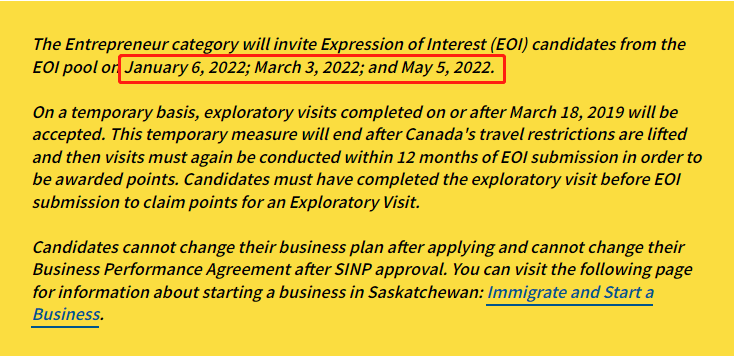 The Entrepreneur category will invite Expression of Interest (EOI) candidates from the
EOI pool on January 6, 2022; March 3, 2022; and May 5, 2022.
On a temporary basis, exploratory visits completed on or after March 18, 2019 will be
accepted. This temporary measure will end after Canada's travel restrictions are lifted
and then visits must again be conducted within 12 months of EOI submission in order to
be awarded points. Candidates must have completed the exploratory visit before EOI
submission to claim points for an Exploratory Visit.
Candidates cannot change their business plan after applying and cannot change their
Business Performance Agreement after SINP approval. You can visit the following page
for information about starting a business in Saskatchewan: Immigrate and Start a
Business.